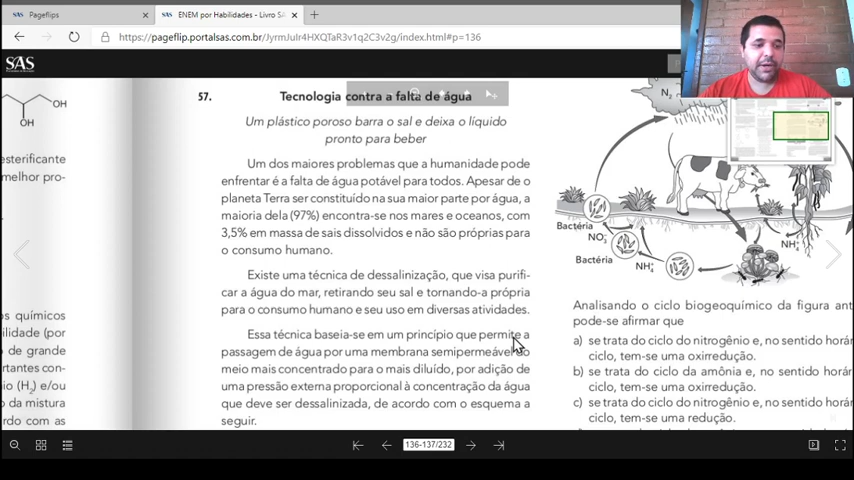 SAS Pageflips
SAS ENEM por Habilidades - Livro SA
https://pageflip.portalsas.com.br/JyrmJuIr4HXQTaR3v1q2C3v2g/index.html#p=136
SAS
OH
OH
esterificante
melhor pro-
os químicos
ilidade (por
de grande
rtantes con-
io (H2) e/ou
o da mistura
rdo com as
57. Tecnologia contra a falta de água
Um plástico poroso barra o sal e deixa o líquido
pronto para beber
Um dos maiores problemas que a humanidade pode
enfrentar é a falta de água potável para todos. Apesar de o
planeta Terra ser constituído na sua maior parte por água, a
maioria dela (97%) encontra-se nos mares e oceanos, com
3,5% em massa de sais dissolvidos e não são próprias para
o consumo humano.
Existe uma técnica de dessalinização, que visa purifi-
car a água do mar, retirando seu sal e tornando-a própria
para o consumo humano e seu uso em diversas atividades.
Essa técnica baseia-se em um princípio que permite a
passagem de água por uma membrana semipermeável do
meio mais concentrado para o mais diluído, por adição de
uma pressão externa proporcional à concentração da água
que deve ser dessalinizada, de acordo com o esquema a
seguir.
N2
Bactéria
NO3-
Bactéria
NH4+
NH
Analisando o ciclo biogeoquímico da figura ant
pode-se afirmar que
a) se trata do ciclo do nitrogênio e, no sentido horár
ciclo, tem-se uma oxirredução.
b) se trata do ciclo da amônia e, no sentido horár
ciclo, tem-se uma oxirredução.
c) se trata do ciclo do nitrogênio e, no sentido horár
ciclo, tem-se uma redução.
136-137/232